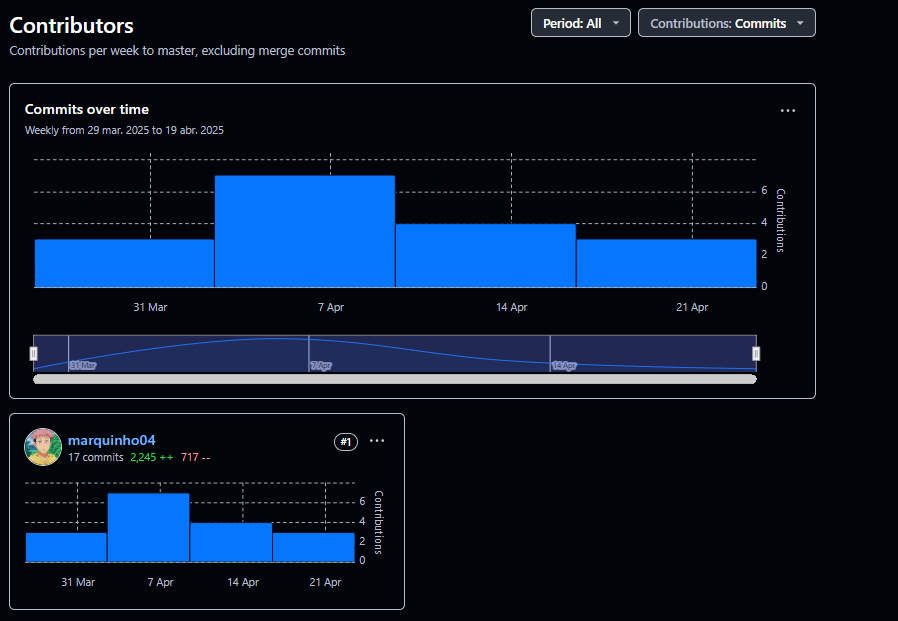 Contributors
Period: All
Contributions: Commits
Contributions per week to master, excluding merge commits
Commits over time
Weekly from 29 mar. 2025 to 19 abr. 2025
6
4
2
0
Contributions
31 Mar
7 Apr
14 Apr
21 Apr
31 Mar
7 Apr
14 Apr
marquinho04
#1
17 commits 2,245 ++ 717 --
6
4
2
0
Contributions
31 Mar
7 Apr
14 Apr
21 Apr